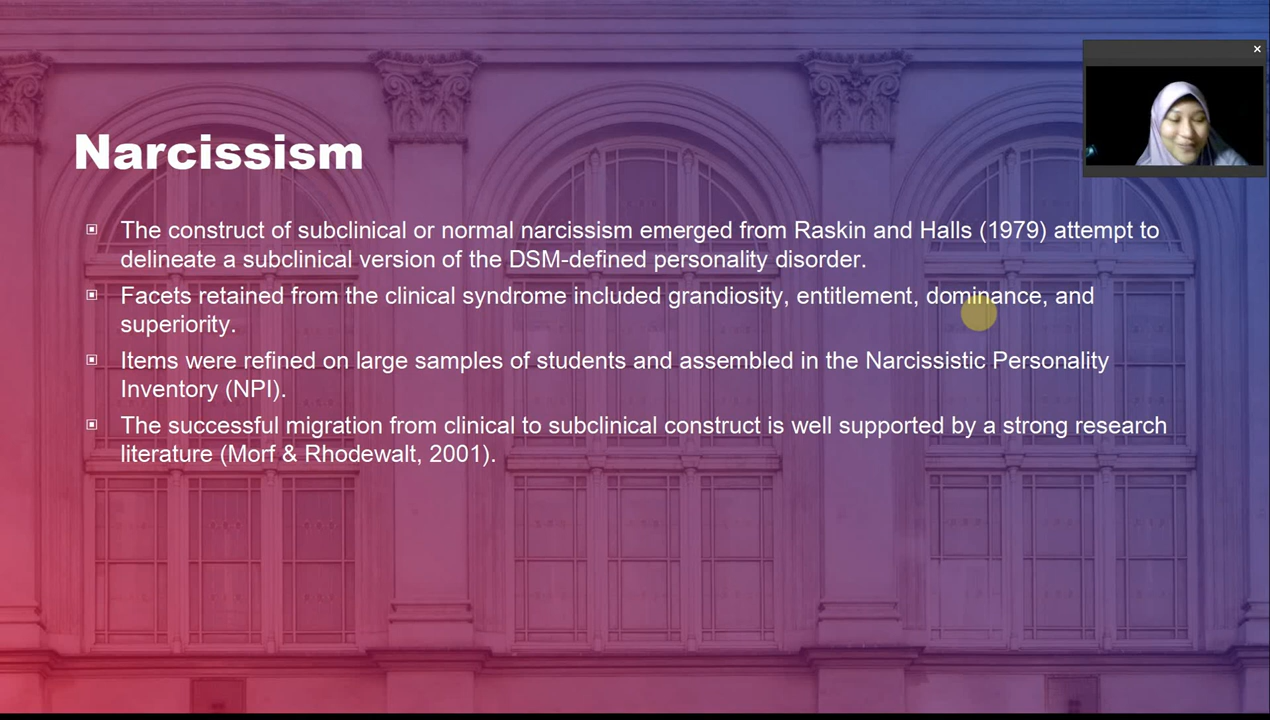 Narcissism
The construct of subclinical or normal narcissism emerged from Raskin and Halls (1979) attempt to
delineate a subclinical version of the DSM-defined personality disorder.
Facets retained from the clinical syndrome included grandiosity, entitlement, dominance, and
superiority.
Items were refined on large samples of students and assembled in the Narcissistic Personality
Inventory (NPI).
The successful migration from clinical to subclinical construct is well supported by a strong research
literature (Morf & Rhodewalt, 2001).